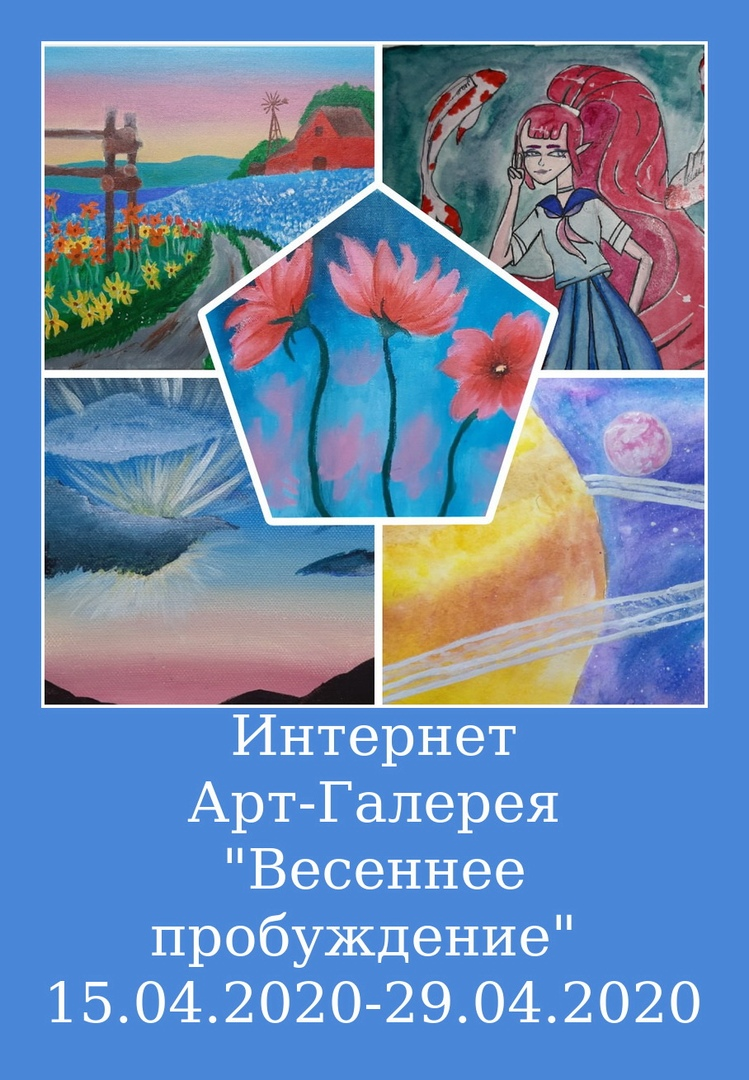 Интернет
Арт-Галерея
"Весеннее
пробуждение"
15.04.2020-29.04.2020